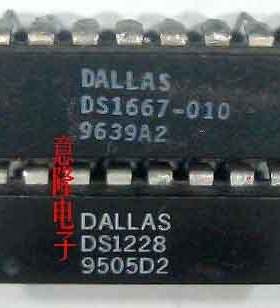 DALLAS
DS1667-010
9639A2
意隆电子
DALLAS
DS1228
9505D2